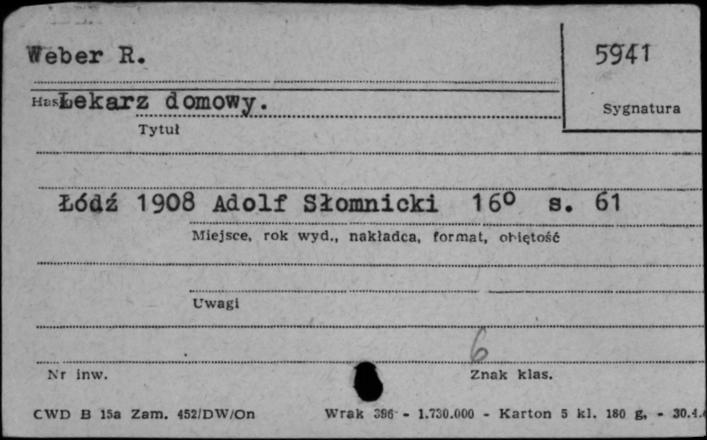 Weber R.
5941
Hasł Lekarz domowy.
Sygnatura
Tytuł
Łódź 1908 Adolf Słomnicki 16º s. 61
Miejsce, rok wyd., nakładca, format, objętość
Uwagi
6
Nr inw.
Znak klas.
CWD B 15a Zam. 452/DW/On Wrak 396 - 1.730.000 - Karton 5 kl. 180 g, - 30.4.